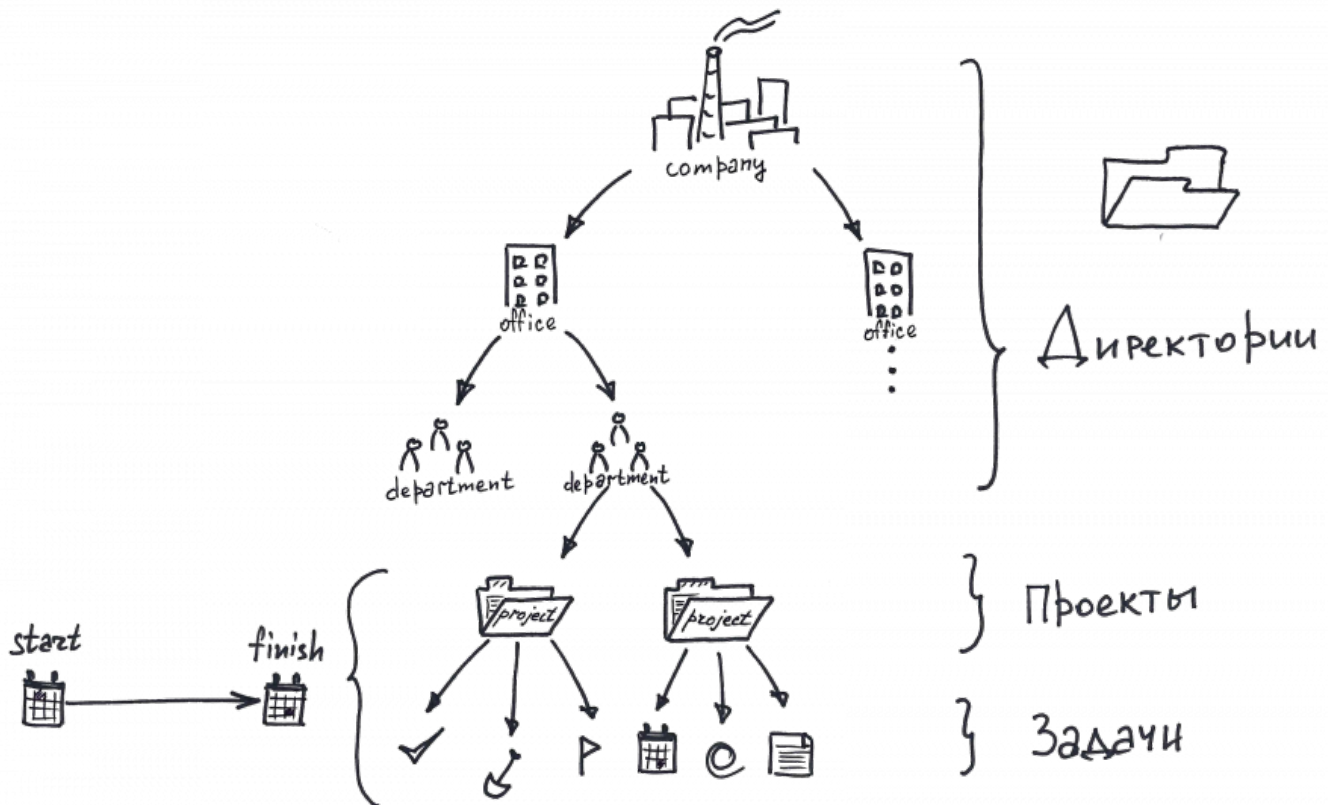 company
office
office
Директории
department
department
project
project
Проекты
start
finish
Задачи